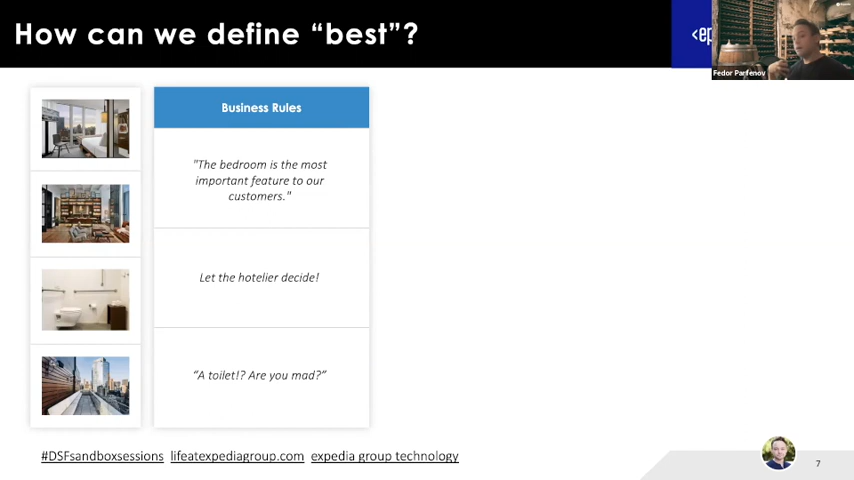 How can we define “best”?
<ep
Fedor Parfenov
Business Rules
"The bedroom is the most
important feature to our
customers."
Let the hotelier decide!
“A toilet!? Are you mad?”
#DSFsandboxsessions lifeatexpediagroup.com expedia group technology
7